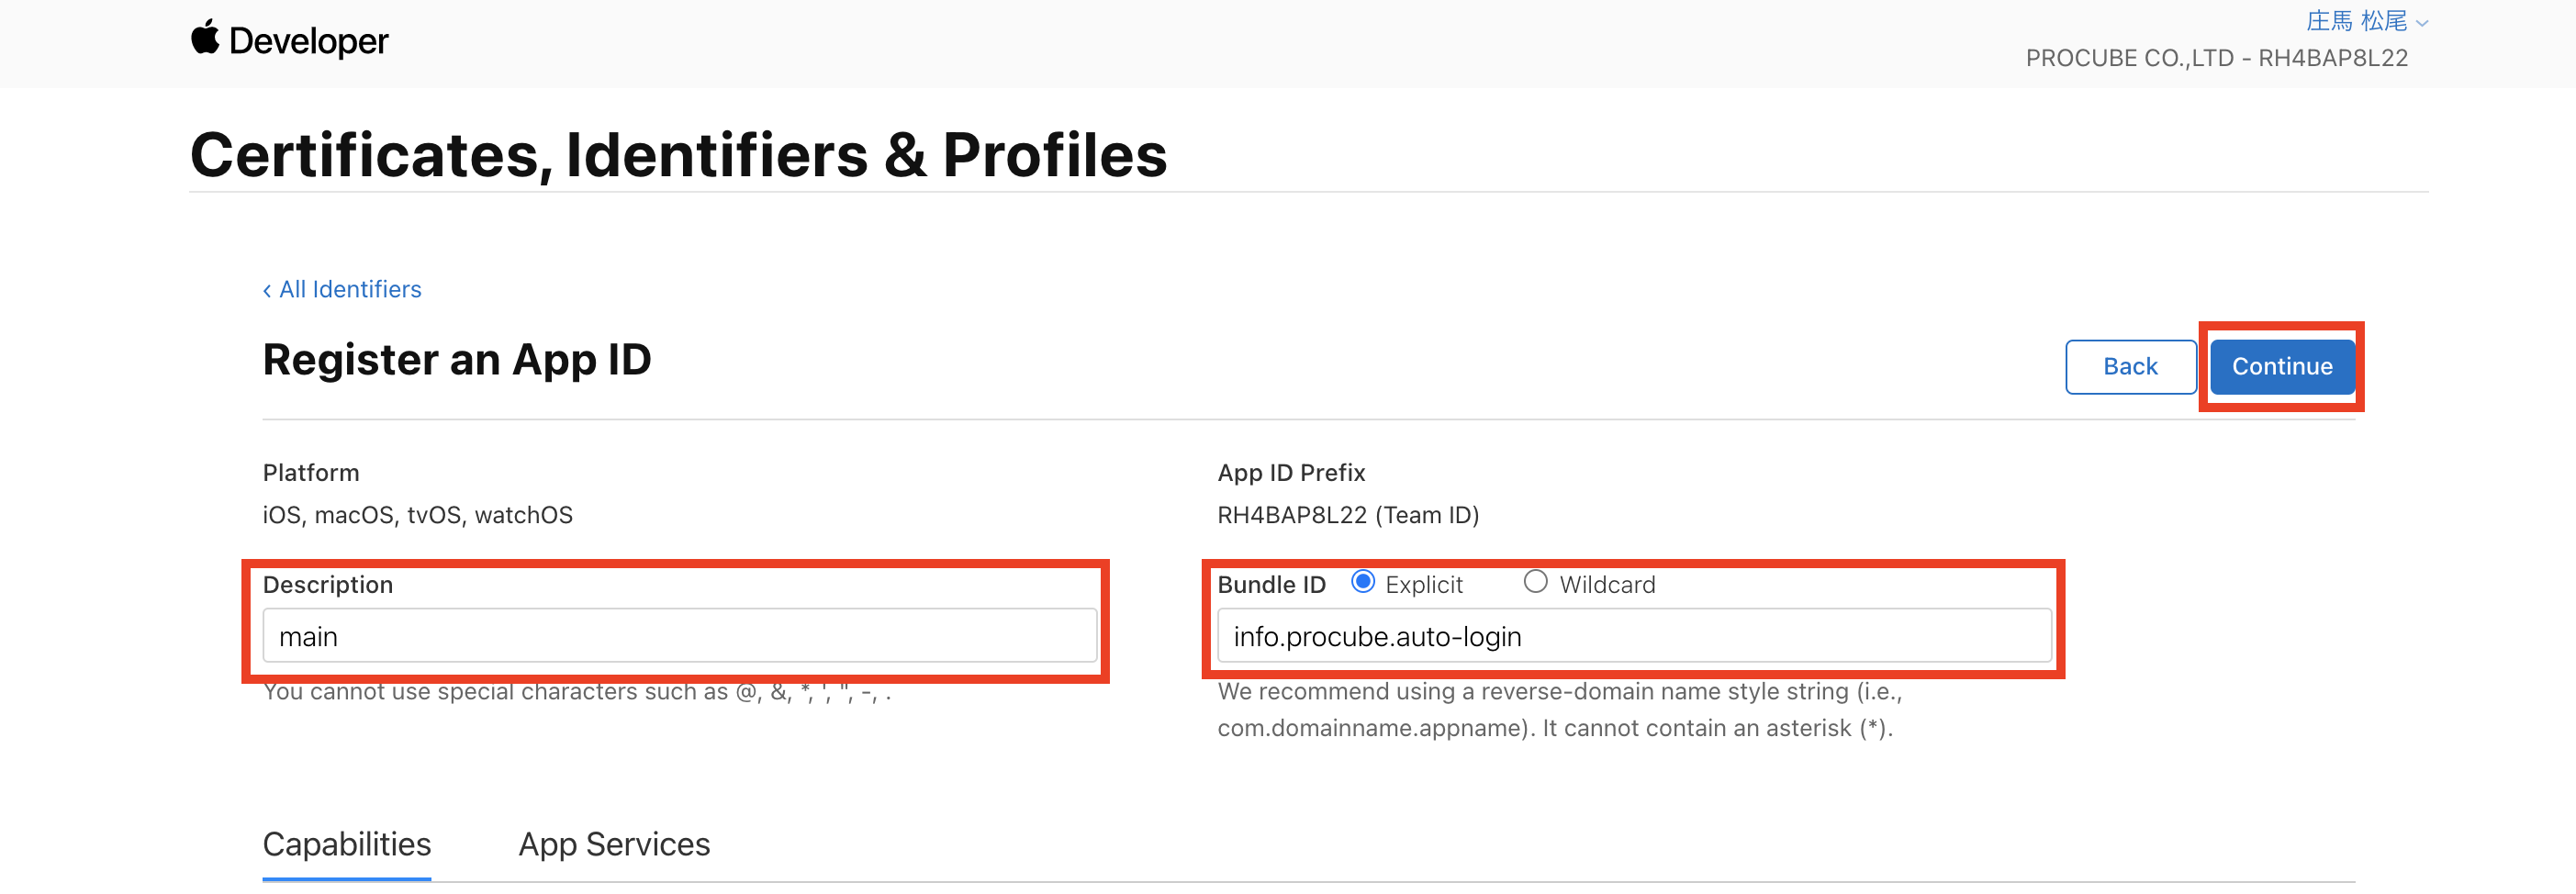 Developer
庄馬 松尾
PROCUBE CO.,LTD - RH4BAP8L22
Certificates, Identifiers & Profiles
‹ All Identifiers
Register an App ID
Back
Continue
Platform
iOS, macOS, tvOS, watchOS
App ID Prefix
RH4BAP8L22 (Team ID)
Description
main
You cannot use special characters such as @, &, *, ', ", -, .
Bundle ID Explicit Wildcard
info.procube.auto-login
We recommend using a reverse-domain name style string (i.e.,
com.domainname.appname). It cannot contain an asterisk (*).
Capabilities
App Services